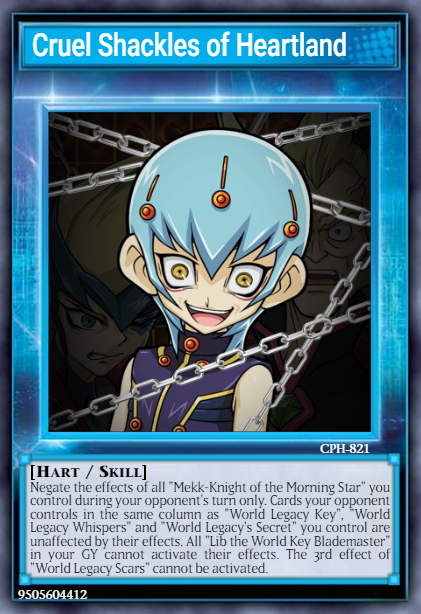 Cruel Shackles of Heartland
CPH-821
[HART / SKILL]
Negate the effects of all "Mekk-Knight of the Morning Star" you
control during your opponent's turn only. Cards your opponent
controls in the same column as "World Legacy Key", "World
Legacy Whispers" and "World Legacy's Secret" you control are
unaffected by their effects. All "Lib the World Key Blademaster"
in your GY cannot activate their effects. The 3rd effect of
"World Legacy Scars" cannot be activated.
9505604412